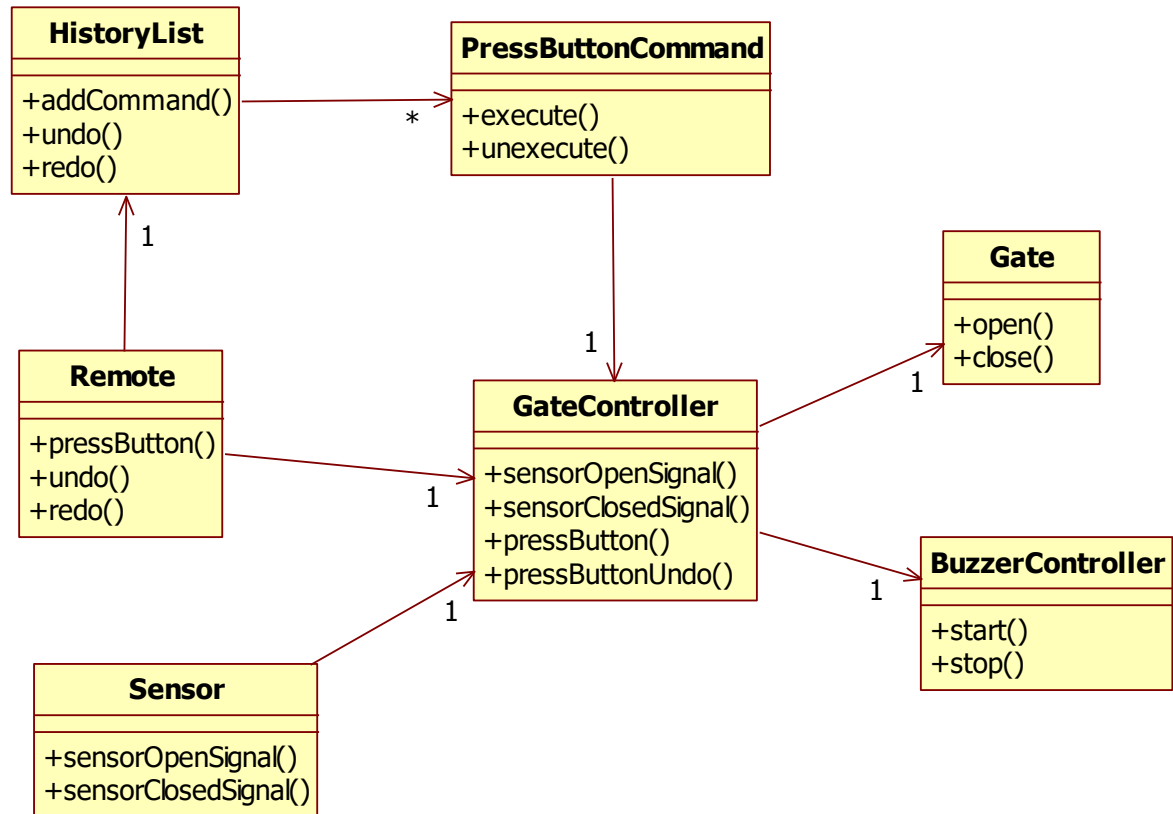 HistoryList
+addCommand()
+undo()
+redo()
PressButtonCommand
+execute()
+unexecute()
*
1
Gate
+open()
+close()
1
1
Remote
+pressButton()
+undo()
+redo()
1
GateController
+sensorOpenSignal()
+sensorClosedSignal()
+pressButton()
+pressButtonUndo()
1
BuzzerController
+start()
+stop()
1
Sensor
+sensorOpenSignal()
+sensorClosedSignal()